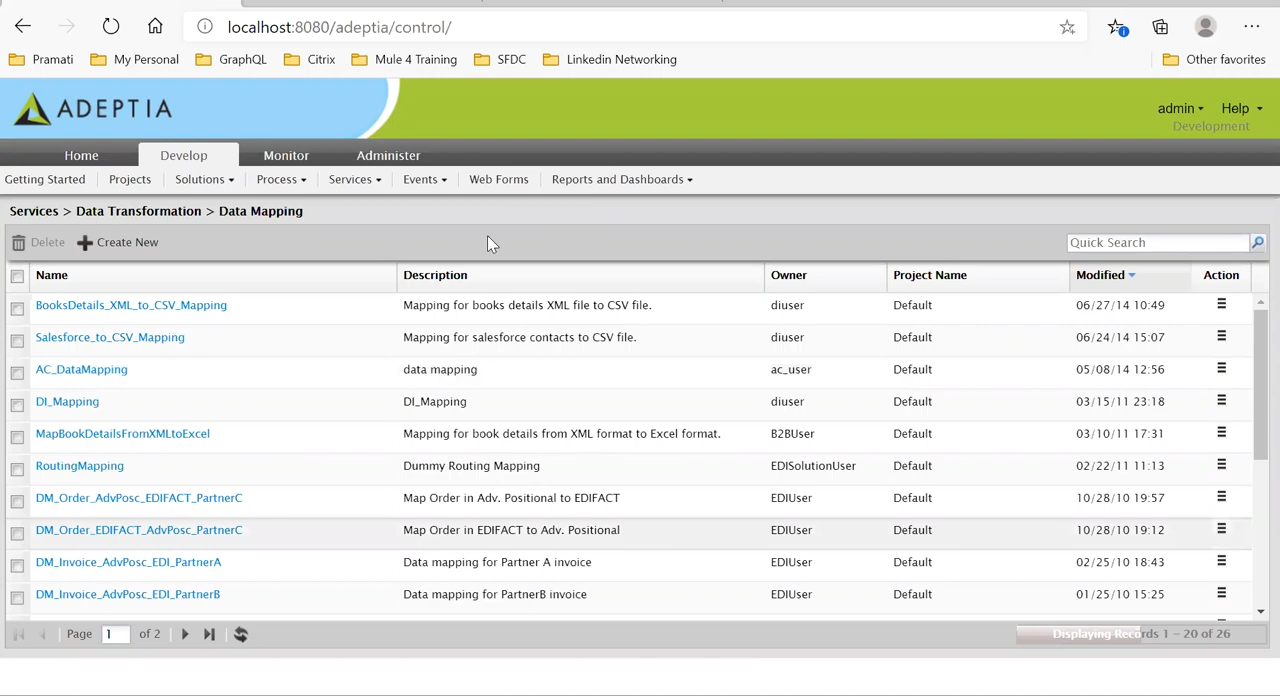 localhost:8080/adeptia/control/
Pramati My Personal GraphQL Citrix Mule 4 Training SFDC Linkedin Networking Other favorites
ADEPTIA
admin Help
Development
Home Develop Monitor Administer
Getting Started Projects Solutions Process Services Events Web Forms Reports and Dashboards
Services > Data Transformation > Data Mapping
Delete Create New Quick Search
Name Description Owner Project Name Modified Action
BooksDetails_XML_to_CSV_Mapping Mapping for books details XML file to CSV file. diuser Default 06/27/14 10:49
Salesforce_to_CSV_Mapping Mapping for salesforce contacts to CSV file. diuser Default 06/24/14 15:07
AC_DataMapping data mapping ac_user Default 05/08/14 12:56
DI_Mapping DI_Mapping diuser Default 03/15/11 23:18
MapBookDetailsFromXMLtoExcel Mapping for book details from XML format to Excel format. B2BUser Default 03/10/11 17:31
RoutingMapping Dummy Routing Mapping EDISolutionUser Default 02/22/11 11:13
DM_Order_AdvPosc_EDIFACT_PartnerC Map Order in Adv. Positional to EDIFACT EDIUser Default 10/28/10 19:57
DM_Order_EDIFACT_AdvPosc_PartnerC Map Order in EDIFACT to Adv. Positional EDIUser Default 10/28/10 19:12
DM_Invoice_AdvPosc_EDI_PartnerA Data mapping for Partner A invoice EDIUser Default 02/25/10 18:43
DM_Invoice_AdvPosc_EDI_PartnerB Data mapping for PartnerB invoice EDIUser Default 01/25/10 15:25
Page 1 of 2 Displaying Records 1 – 20 of 26